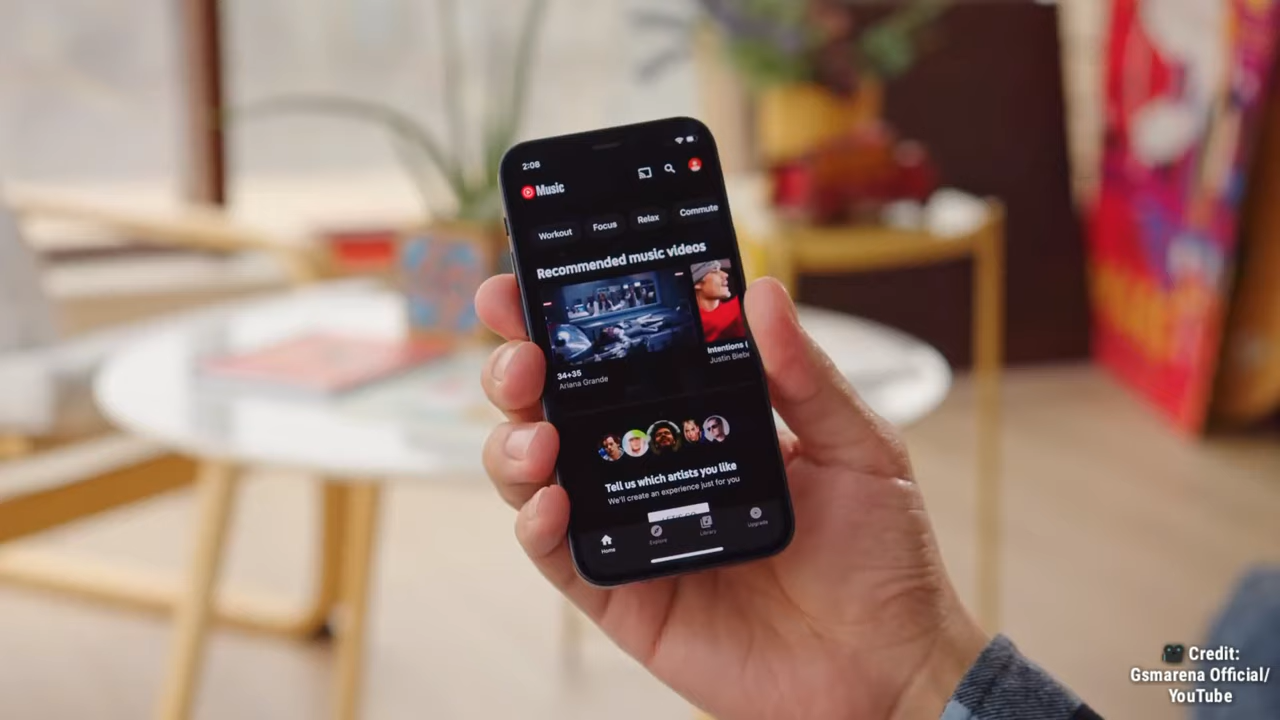 2:08
Music
Workout Focus Relax Commute
Recommended music videos
34+35
Ariana Grande
Intentions (
Justin Biebe
Tell us which artists you like
We'll create an experience just for you
Home Explore Library Upgrade
Credit:
Gsmarena Official/
YouTube